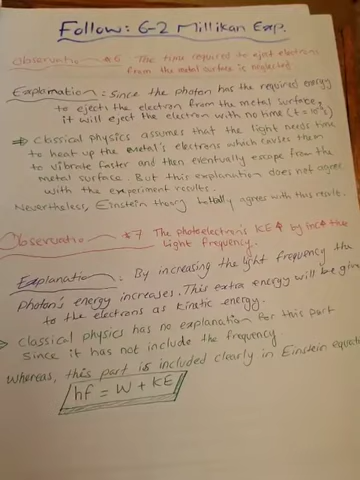 Follow: 6-2 Millikan Exp.
Observation #6 The time required to eject electrons
from the metal surface is neglected
Explanation: Since the photon has the required energy
to ejects the electron from the metal surface,
it will eject the electron with no time
⇒ Classical physics assumes that the light needs time
to heat up the metal's electrons which causes them
to vibrate faster and then eventually escape from the
metal surface. But this explanation does not agree
with the experiment results.
Nevertheless, Einstein theory totally agree with this result.
Observation #7 The photoelectron's KE ↑ by inc ↑ the
light frequency.
Explanation: By increasing the light frequency the
photon's energy increases. This extra energy will be give
to the electrons as kinetic energy.
classical physics has no explanation for this part
Since it has not include the frequency
whereas, this part is included clearly in Einstein equati
hf = W + KE